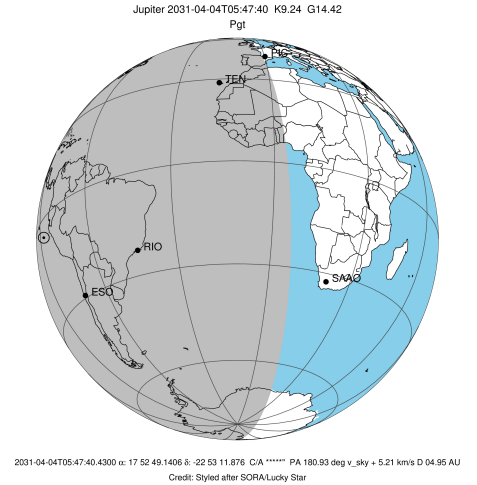 Jupiter 2031-04-04T05:47:40 K9.24 G14.42
Pgt
PIC
TEN
RIO
ESO
SAAO
2031-04-04T05:47:40.4300 α: 17 52 49.1406 δ: -22 53 11.876 C/A *****" PA 180.93 deg v_sky + 5.21 km/s D 04.95 AU
Credit: Styled after SORA/Lucky Star